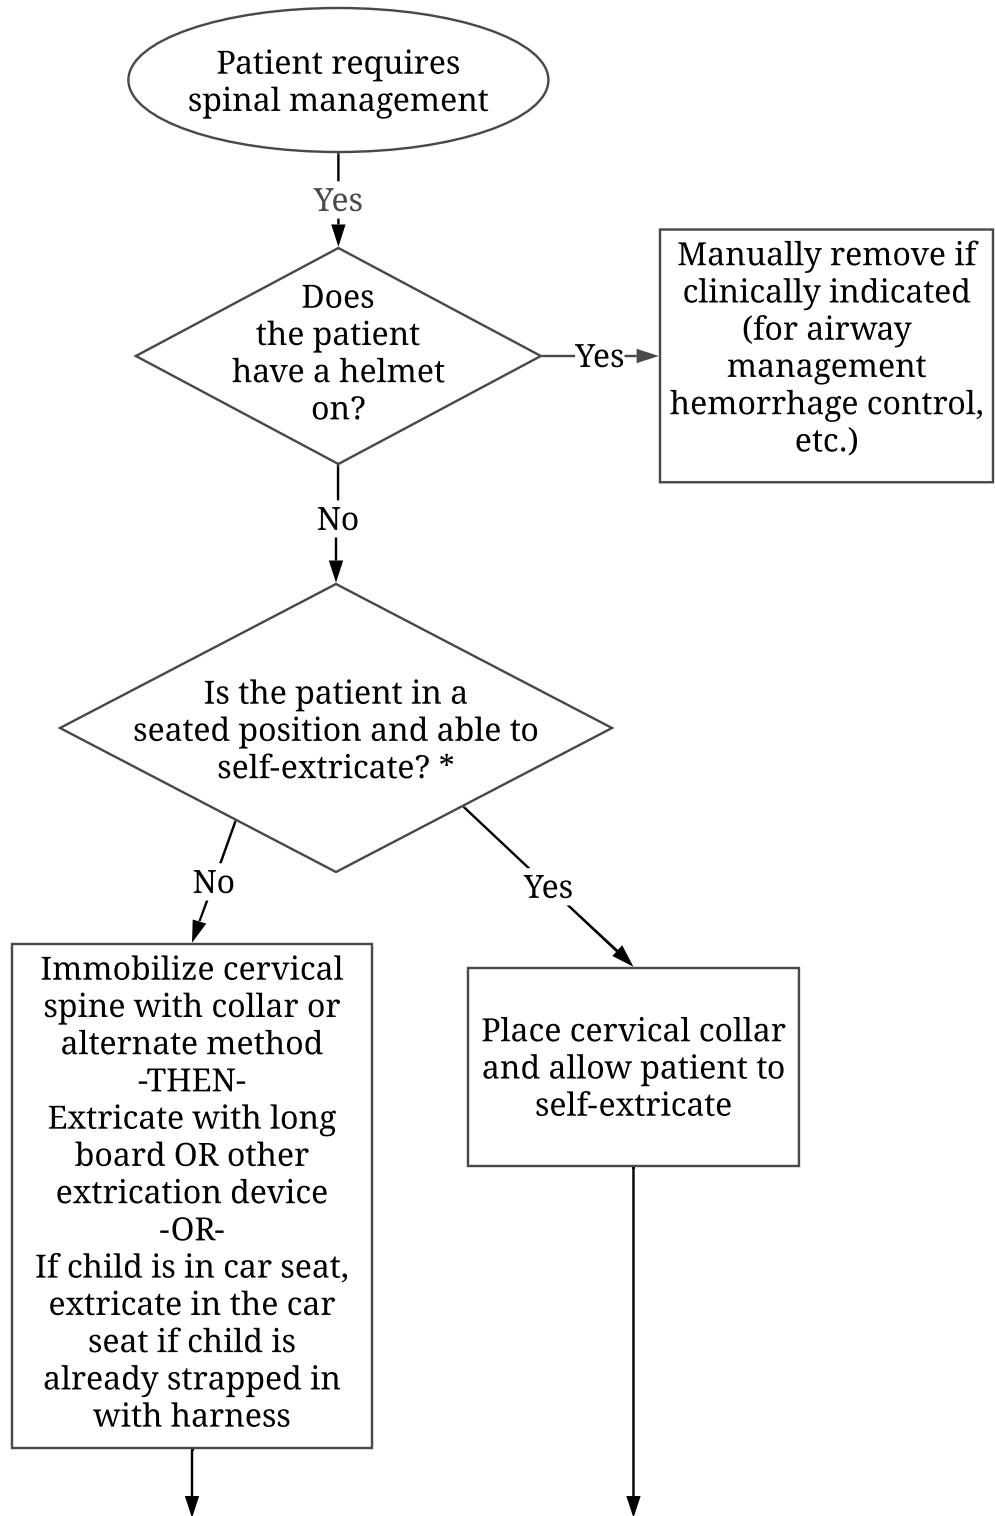 Patient requires
spinal management
Yes
Does
the patient
have a helmet
on?
Yes
Manually remove if
clinically indicated
(for airway
management
hemorrhage control,
etc.)
No
Is the patient in a
seated position and able to
self-extricate? *
No
Yes
Immobilize cervical
spine with collar or
alternate method
-THEN-
Extricate with long
board OR other
extrication device
-OR-
If child is in car seat,
extricate in the car
seat if child is
already strapped in
with harness
Place cervical collar
and allow patient to
self-extricate